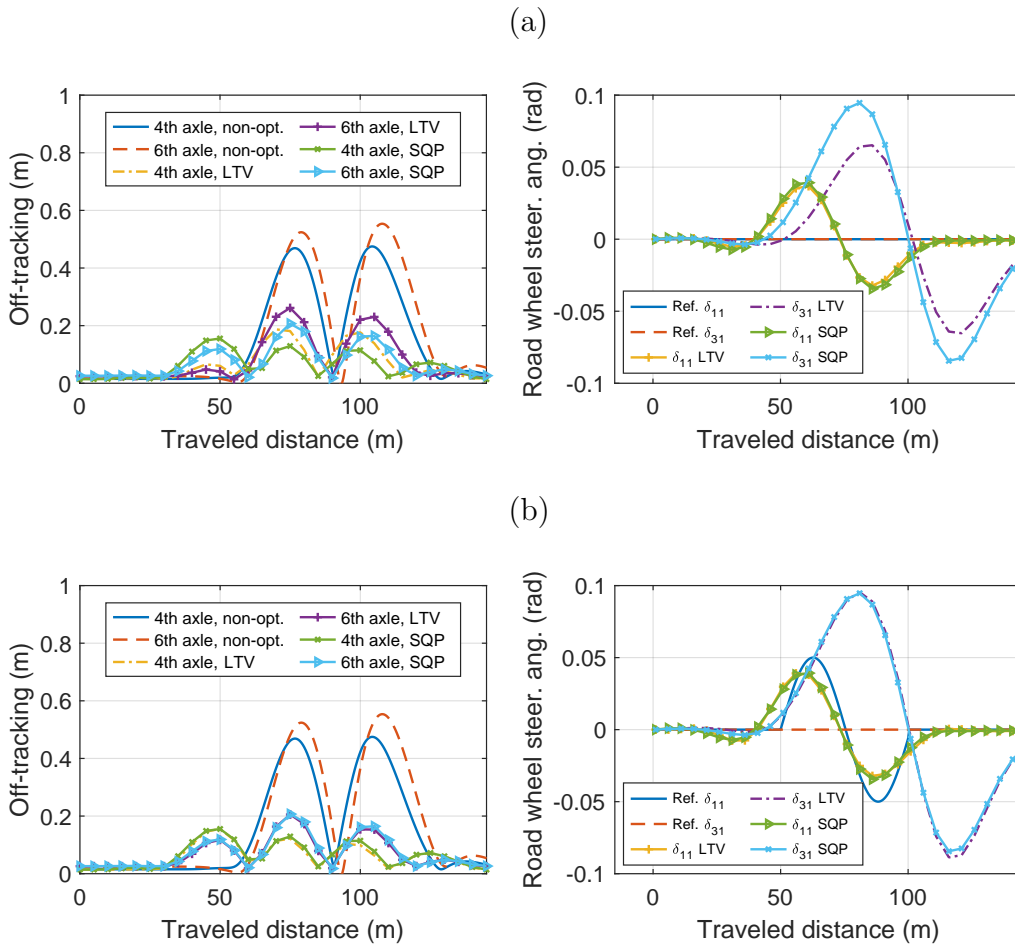 (a)
1
0.8
0.6
0.4
0.2
0
Off-tracking (m)
4th axle, non-opt.
6th axle, non-opt.
4th axle, LTV
6th axle, LTV
4th axle, SQP
6th axle, SQP
0 50 100
Traveled distance (m)
0.1
0.05
0
-0.05
-0.1
Road wheel steer. ang. (rad)
Ref. δ₁₁
Ref. δ₃₁
δ₁₁ LTV
δ₃₁ LTV
δ₁₁ SQP
δ₃₁ SQP
0 50 100
Traveled distance (m)
(b)
1
0.8
0.6
0.4
0.2
0
Off-tracking (m)
4th axle, non-opt.
6th axle, non-opt.
4th axle, LTV
6th axle, LTV
4th axle, SQP
6th axle, SQP
0 50 100
Traveled distance (m)
0.1
0.05
0
-0.05
-0.1
Road wheel steer. ang. (rad)
Ref. δ₁₁
Ref. δ₃₁
δ₁₁ LTV
δ₃₁ LTV
δ₁₁ SQP
δ₃₁ SQP
0 50 100
Traveled distance (m)